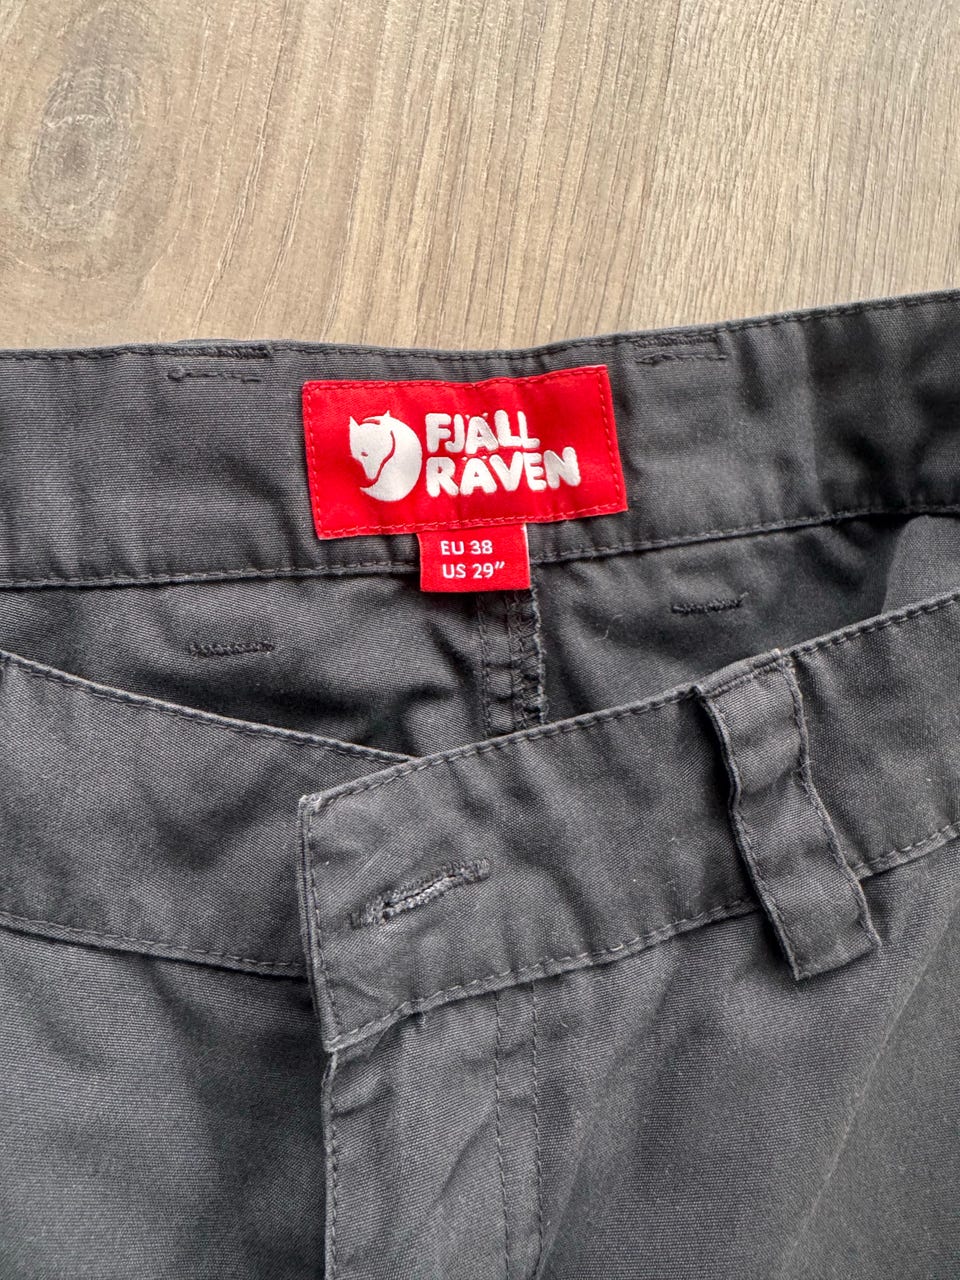 FJÄLL
RÄVEN
EU 38
US 29"